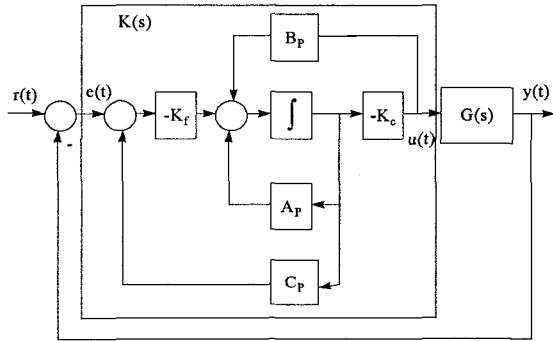 K(s)
B_P
r(t)
e(t)
-K_f
∫
-K_c
u(t)
G(s)
y(t)
-
A_P
C_P